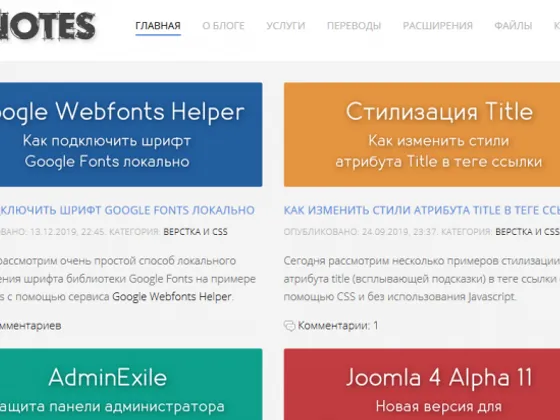 NOTES
ГЛАВНАЯ О БЛОГЕ УСЛУГИ ПЕРЕВОДЫ РАСШИРЕНИЯ ФАЙЛЫ К
oogle Webfonts Helper
Как подключить шрифт
Google Fonts локально
КЛЮЧИТЬ ШРИФТ GOOGLE FONTS ЛОКАЛЬНО
ВАНО: 13.12.2019, 22:45. КАТЕГОРИЯ: ВЕРСТКА И CSS
рассмотрим очень простой способ локального
ения шрифта библиотеки Google Fonts на примере
s с помощью сервиса Google Webfonts Helper.
мментариев
Стилизация Title
Как изменить стили
атрибута Title в теге ссылки
КАК ИЗМЕНИТЬ СТИЛИ АТРИБУТА TITLE В ТЕГЕ ССЫ
ОПУБЛИКОВАНО: 24.09.2019, 23:37. КАТЕГОРИЯ: ВЕРСТКА И CSS
Сегодня рассмотрим несколько примеров стилизации
атрибута title (всплывающей подсказки) в теге ссылки
помощью CSS и без использования Javascript.
Комментарии: 1
AdminExile
ащита панели администратора
Joomla 4 Alpha 11
Новая версия для